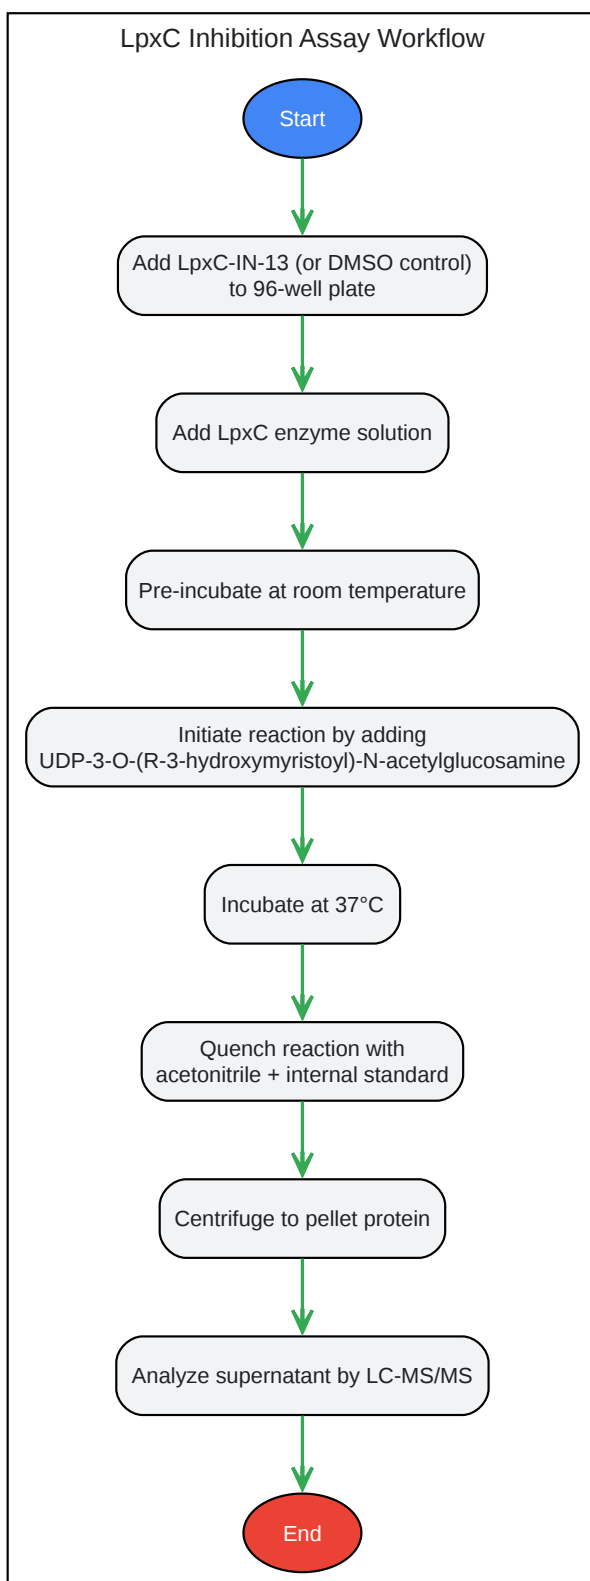 LpxC Inhibition Assay Workflow
Start
Add LpxC-IN-13 (or DMSO control)
to 96-well plate
Add LpxC enzyme solution
Pre-incubate at room temperature
Initiate reaction by adding
UDP-3-O-(R-3-hydroxymyristoyl)-N-acetylglucosamine
Incubate at 37°C
Quench reaction with
acetonitrile + internal standard
Centrifuge to pellet protein
Analyze supernatant by LC-MS/MS
End